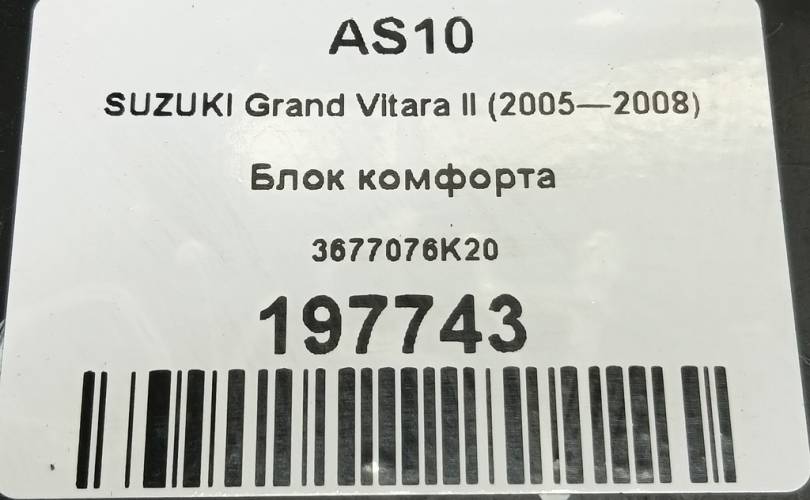 AS10
SUZUKI Grand Vitara II (2005—2008)
Блок комфорта
3677076K20
197743